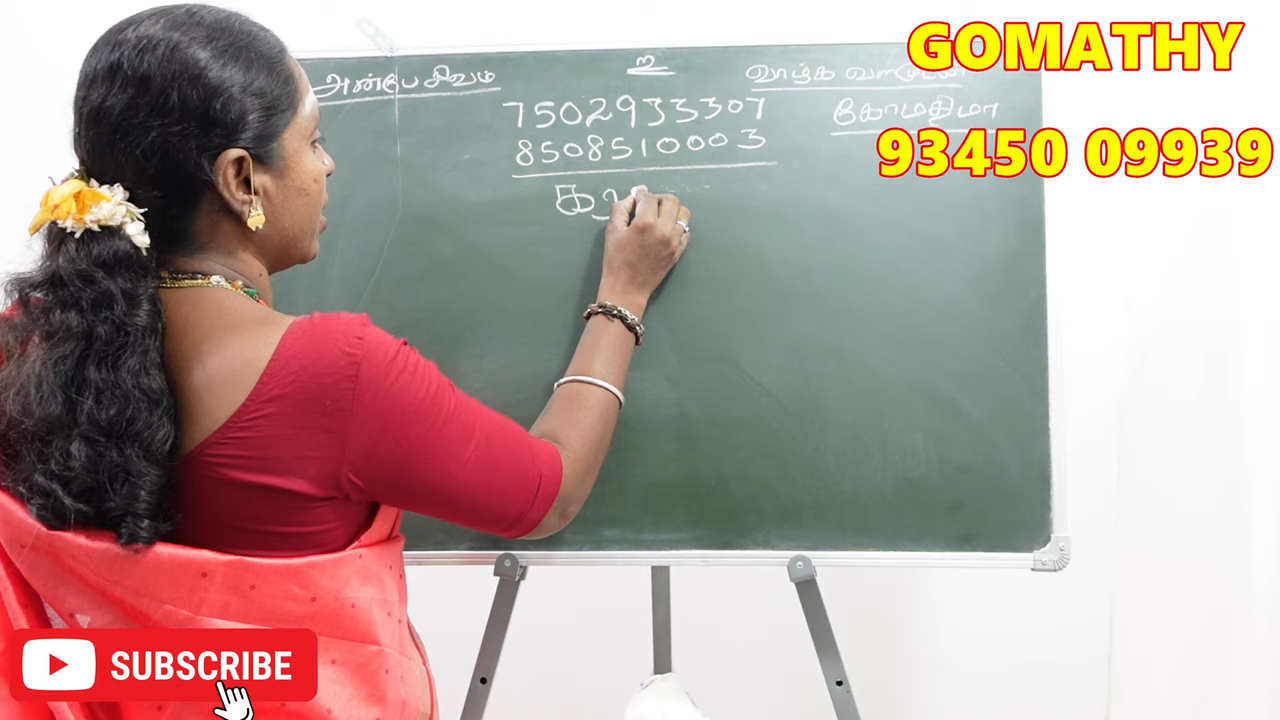 GOMATHY
93450 09939
அன்பே சிவம்
உ
வாழ்க வளமுடன்
7502933307
கோமதிமா
8508510003
SUBSCRIBE